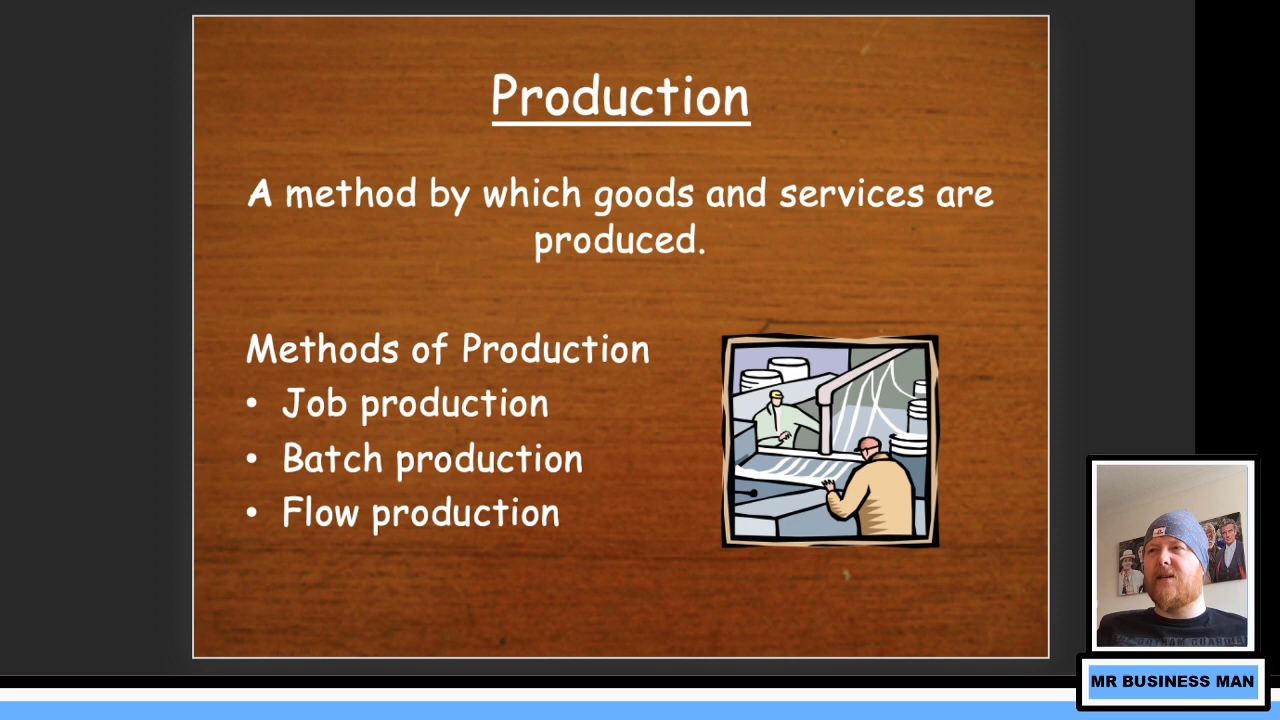 Production
A method by which goods and services are
produced.
Methods of Production
• Job production
• Batch production
• Flow production
MR BUSINESS MAN